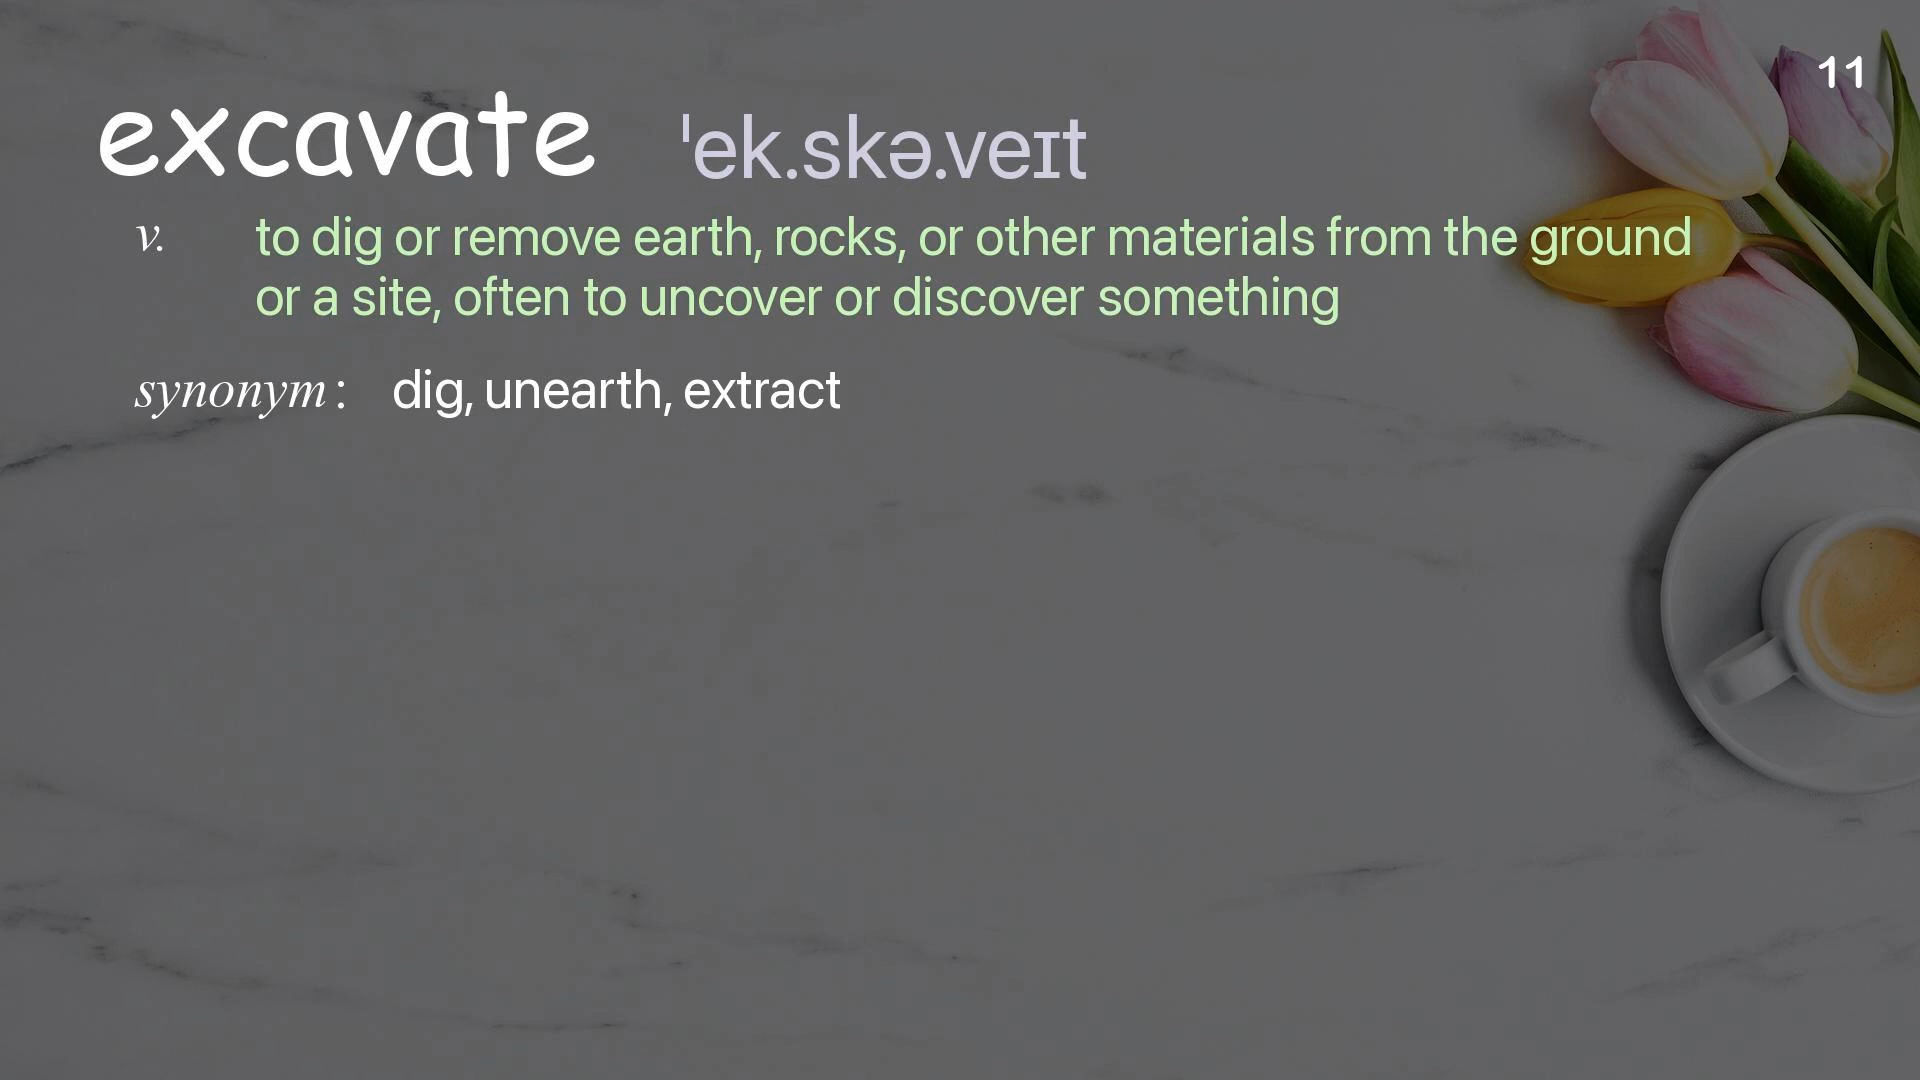 11
excavate ˈek.skə.veɪt
v. to dig or remove earth, rocks, or other materials from the ground
or a site, often to uncover or discover something
synonym: dig, unearth, extract